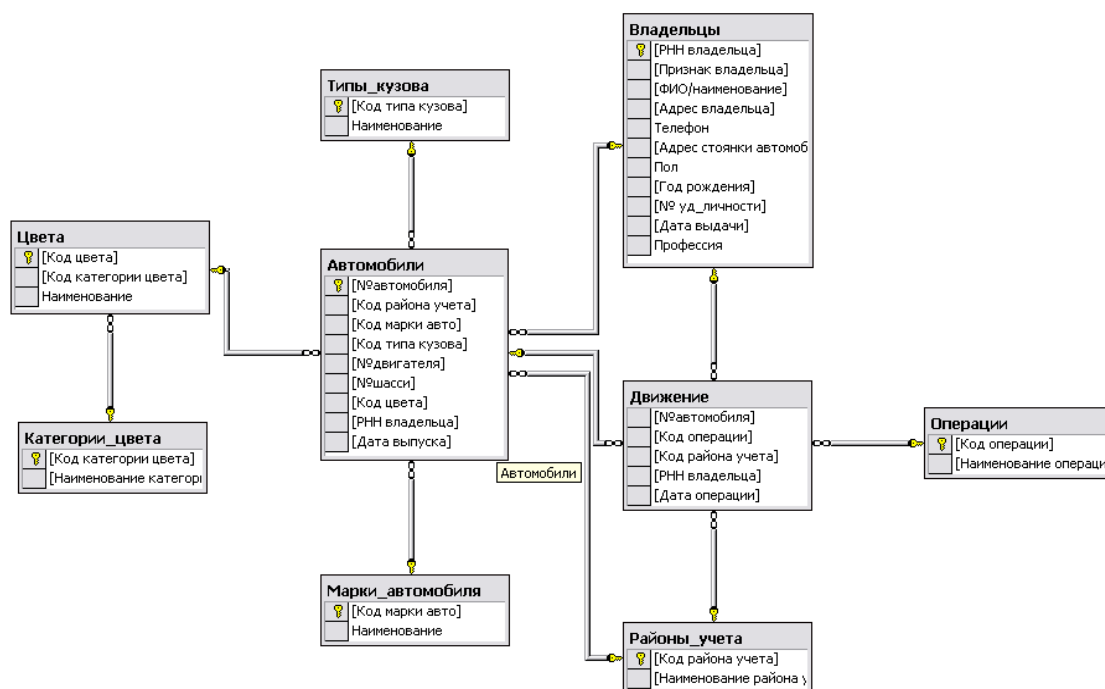 Владельцы
[РНН владельца]
[Признак владельца]
[ФИО/наименование]
[Адрес владельца]
Телефон
[Адрес стоянки автомоб
Пол
[Год рождения]
[№ уд_личности]
[Дата выдачи]
Профессия
Типы_кузова
[Код типа кузова]
Наименование
Цвета
[Код цвета]
[Код категории цвета]
Наименование
Автомобили
[№автомобиля]
[Код района учета]
[Код марки авто]
[Код типа кузова]
[№двигателя]
[№шасси]
[Код цвета]
[РНН владельца]
[Дата выпуска]
Категории_цвета
[Код категории цвета]
[Наименование категори
Автомобили
Движение
[№автомобиля]
[Код операции]
[Код района учета]
[РНН владельца]
[Дата операции]
Операции
[Код операции]
[Наименование операци
Марки_автомобиля
[Код марки авто]
Наименование
Районы_учета
[Код района учета]
[Наименование района у